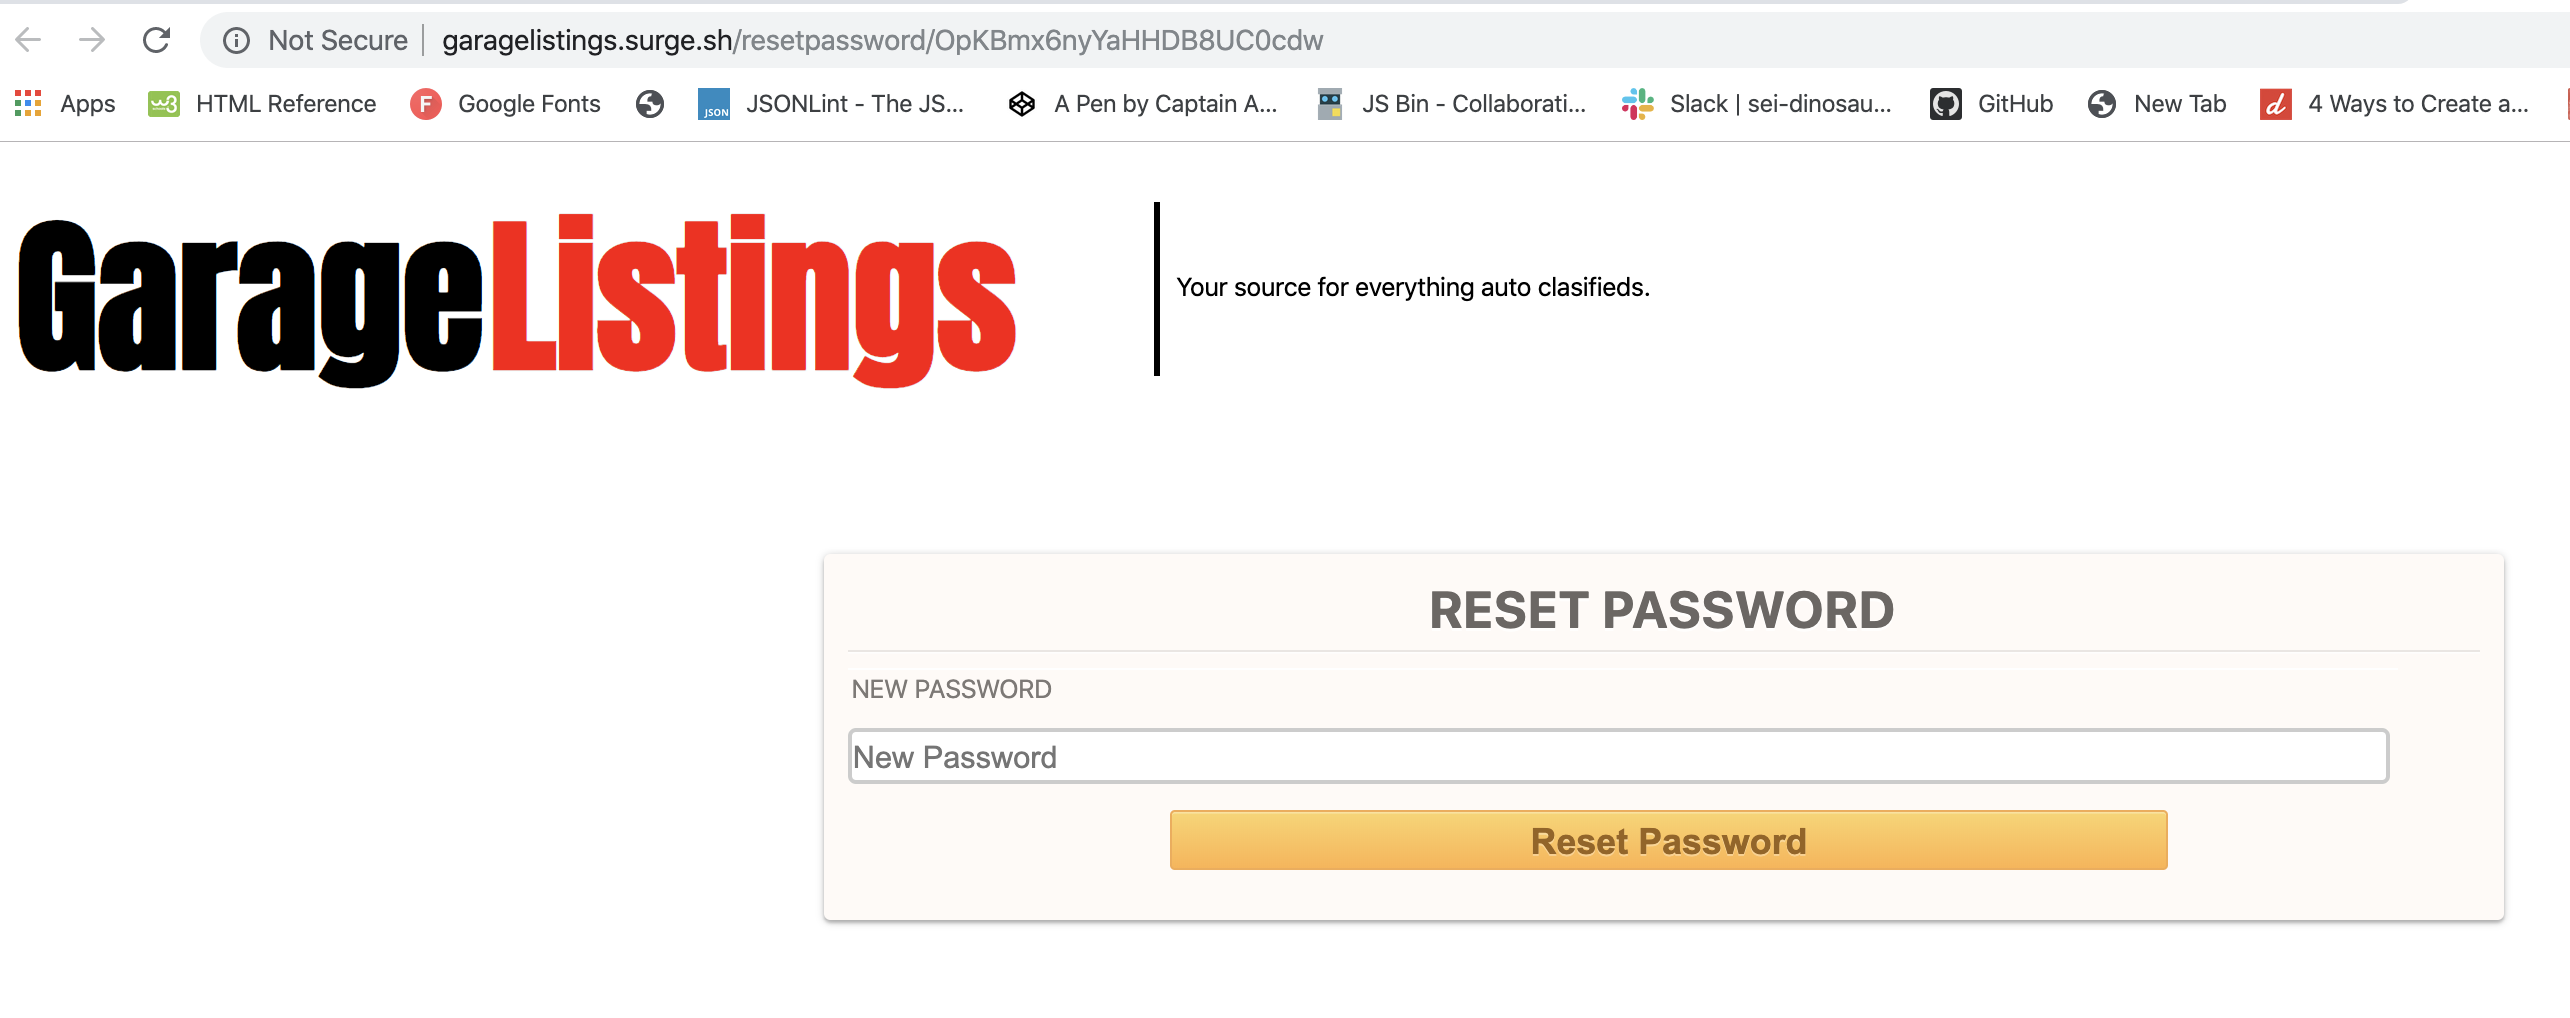 Not Secure garagelistings.surge.sh/resetpassword/OpKBmx6nyYaHHDB8UC0cdw
Apps HTML Reference Google Fonts JSONLint - The JS... A Pen by Captain A... JS Bin - Collaborati... Slack | sei-dinosau... GitHub New Tab 4 Ways to Create a...
GarageListings
Your source for everything auto clasifieds.
RESET PASSWORD
NEW PASSWORD
New Password
Reset Password